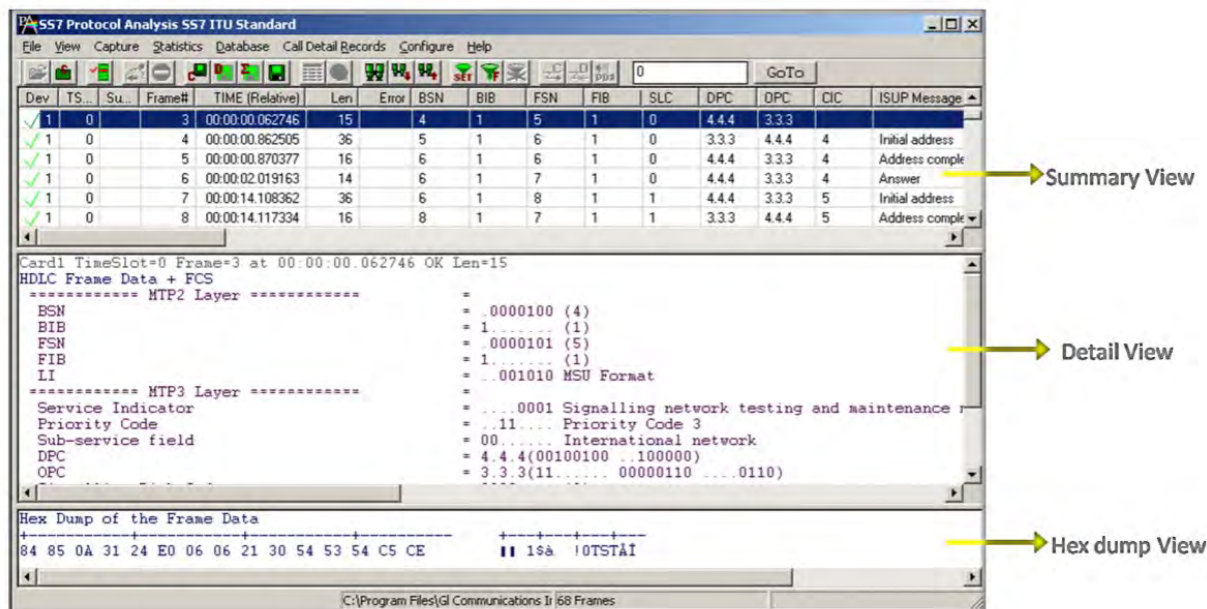 SS7 Protocol Analysis SS7 ITU Standard
File View Capture Statistics Database Call Detail Records Configure Help
SET 0 GoTo
Dev TS... Su... Frame# TIME (Relative) Len Error BSN BIB FSN FIB SLC DPC OPC CIC ISUP Message
1 0 3 00:00:00.062746 15 4 1 5 1 0 4.4.4 3.3.3
1 0 4 00:00:00.862505 36 5 1 6 1 0 3.3.3 4.4.4 4 Initial address
1 0 5 00:00:00.870377 16 6 1 6 1 0 4.4.4 3.3.3 4 Address comple
1 0 6 00:00:02.019163 14 6 1 7 1 0 4.4.4 3.3.3 4 Answer
1 0 7 00:00:14.108362 36 6 1 8 1 1 4.4.4 3.3.3 5 Initial address
1 0 8 00:00:14.117334 16 8 1 7 1 1 3.3.3 4.4.4 5 Address comple
Summary View
Card1 TimeSlot=0 Frame=3 at 00:00:00.062746 OK Len=15
HDLC Frame Data + FCS
============ MTP2 Layer ============ =
BSN = .0000100 (4)
BIB = 1....... (1)
FSN = .0000101 (5)
FIB = 1....... (1)
LI = ..001010 MSU Format
============ MTP3 Layer ============ =
Service Indicator = ....0001 Signalling network testing and maintenance
Priority Code = ..11.... Priority Code 3
Sub-service field = 00...... International network
DPC = 4.4.4(00100100 ..100000)
OPC = 3.3.3(11...... 00000110 ....0110)
Detail View
Hex Dump of the Frame Data
84 85 0A 31 24 E0 06 06 21 30 54 53 54 C5 CE 1$à !0TSTÅÎ
Hex dump View
C:\Program Files\Gl Communications In 68 Frames